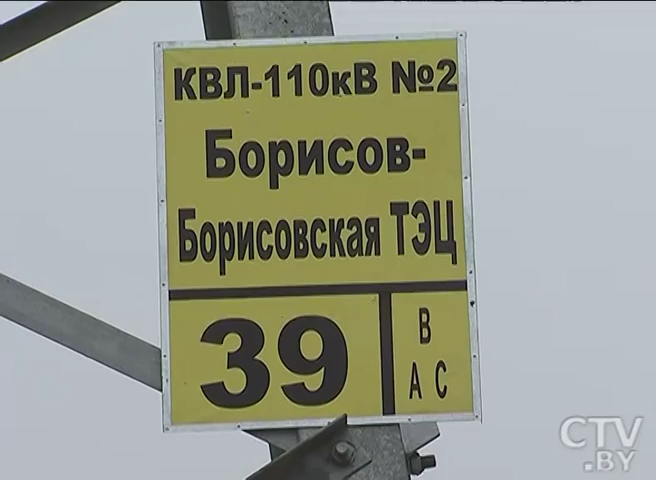 КВЛ-110кВ №2
Борисов-
Борисовская ТЭЦ
39
В
А С
CTV
.BY